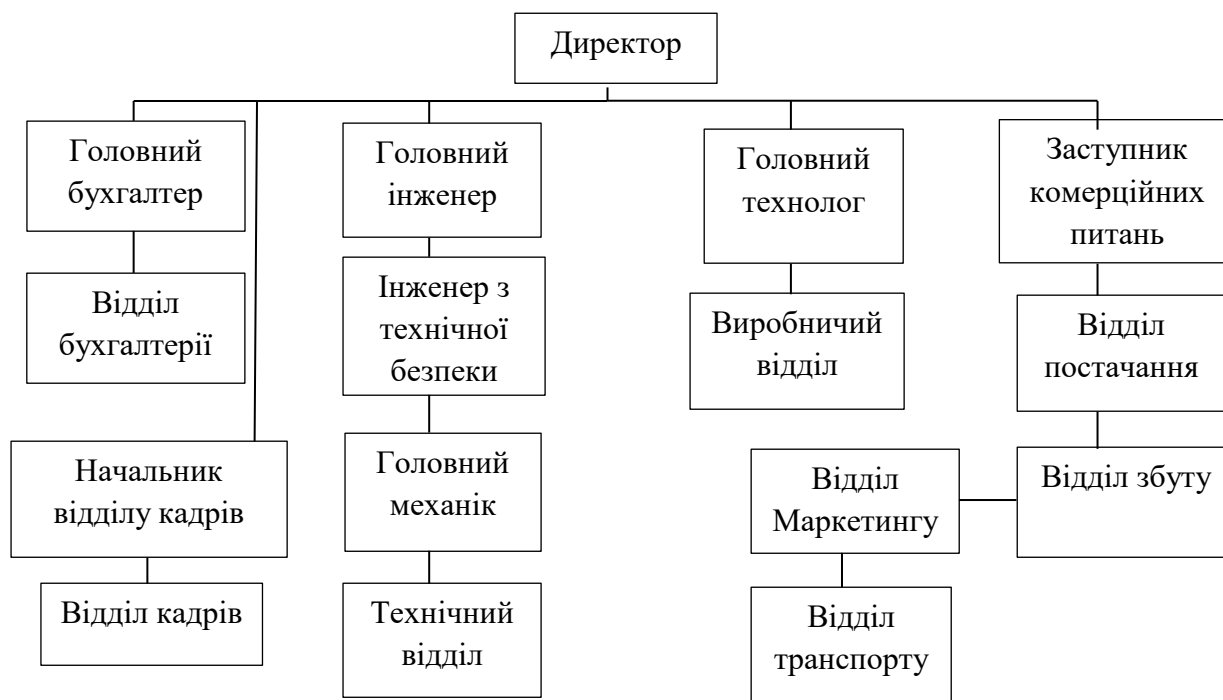 Директор
Головний
бухгалтер
Головний
інженер
Головний
технолог
Заступник
комерційних
питань
Відділ
бухгалтерії
Інженер з
технічної
безпеки
Виробничий
відділ
Відділ
постачання
Начальник
відділу кадрів
Головний
механік
Відділ
Маркетингу
Відділ збуту
Відділ кадрів
Технічний
відділ
Відділ
транспорту